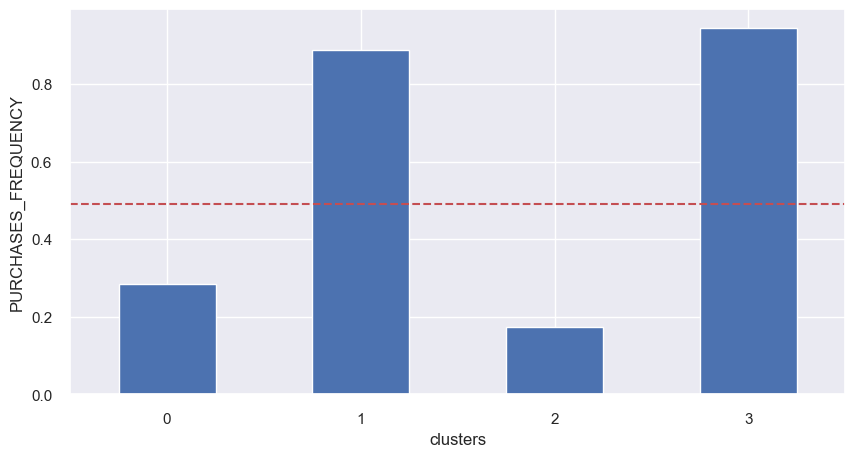 PURCHASES_FREQUENCY
0.8
0.6
0.4
0.2
0.0
0 1 2 3
clusters